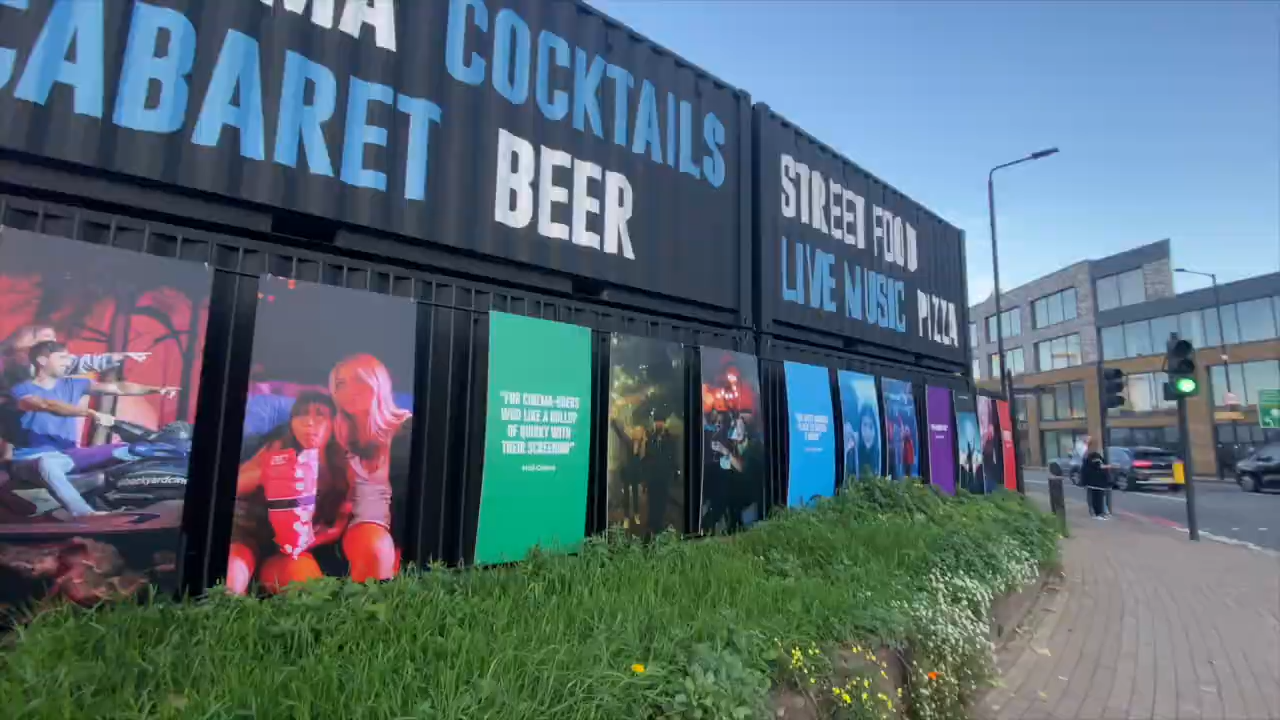 MA
COCKTAILS
CABARET
BEER
STREET FOOD
LIVE MUSIC
PIZZA
"FOR CINEMA-GOERS
WHO LIKE A DOLLOP
OF QUIRKY WITH
THEIR SCREENING"